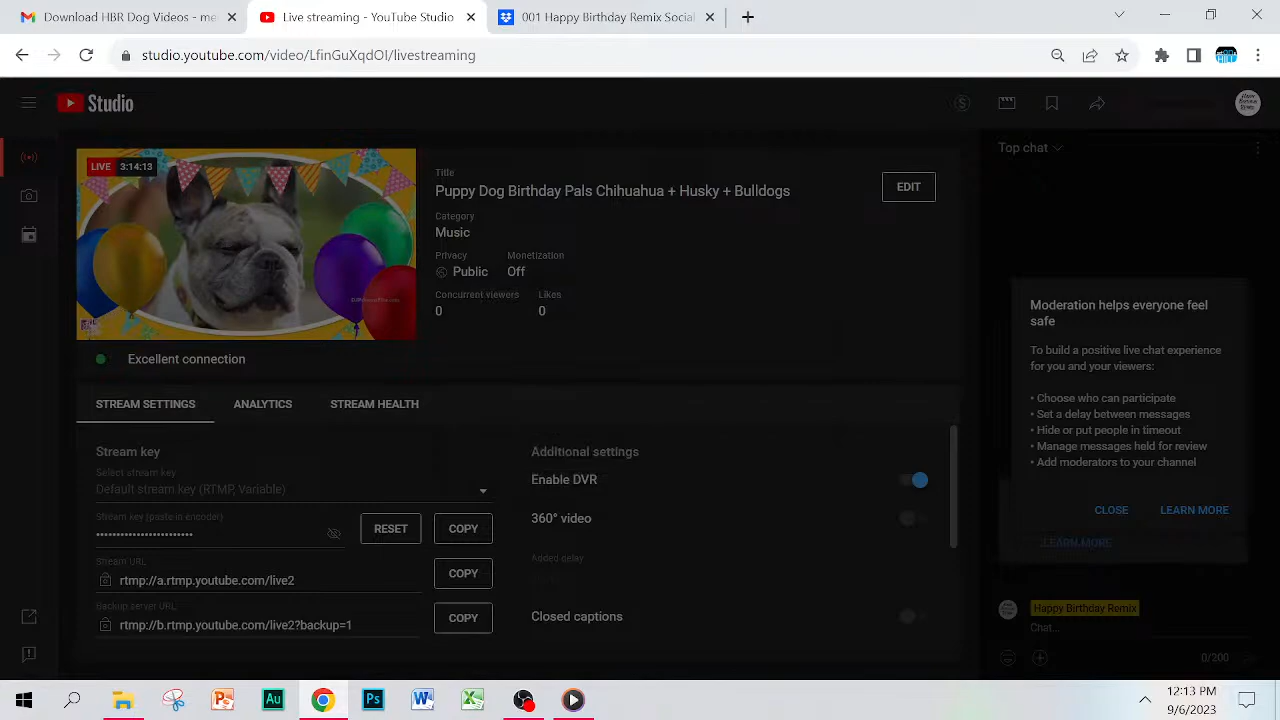 Download HBR Dog Videos - me
Live streaming - YouTube Studio
001 Happy Birthday Remix Social
studio.youtube.com/video/LfinGuXqdOI/livestreaming
Studio
LIVE 3:14:13
Title
Puppy Dog Birthday Pals Chihuahua + Husky + Bulldogs
EDIT
Category
Music
Privacy
Monetization
Public
Off
Concurrent viewers
Likes
0
0
Excellent connection
STREAM SETTINGS
ANALYTICS
STREAM HEALTH
Stream key
Select stream key
Default stream key (RTMP, Variable)
Stream key (paste in encoder)
••••••••••••••••••••••••
RESET
COPY
Stream URL
rtmp://a.rtmp.youtube.com/live2
COPY
Backup server URL
rtmp://b.rtmp.youtube.com/live2?backup=1
COPY
Additional settings
Enable DVR
360° video
Added delay
Closed captions
Top chat
Moderation helps everyone feel
safe
To build a positive live chat experience
for you and your viewers:
• Choose who can participate
• Set a delay between messages
• Hide or put people in timeout
• Manage messages held for review
• Add moderators to your channel
CLOSE
LEARN MORE
LEARN MORE
Happy Birthday Remix
Chat...
0/200
12:13 PM
9/6/2023